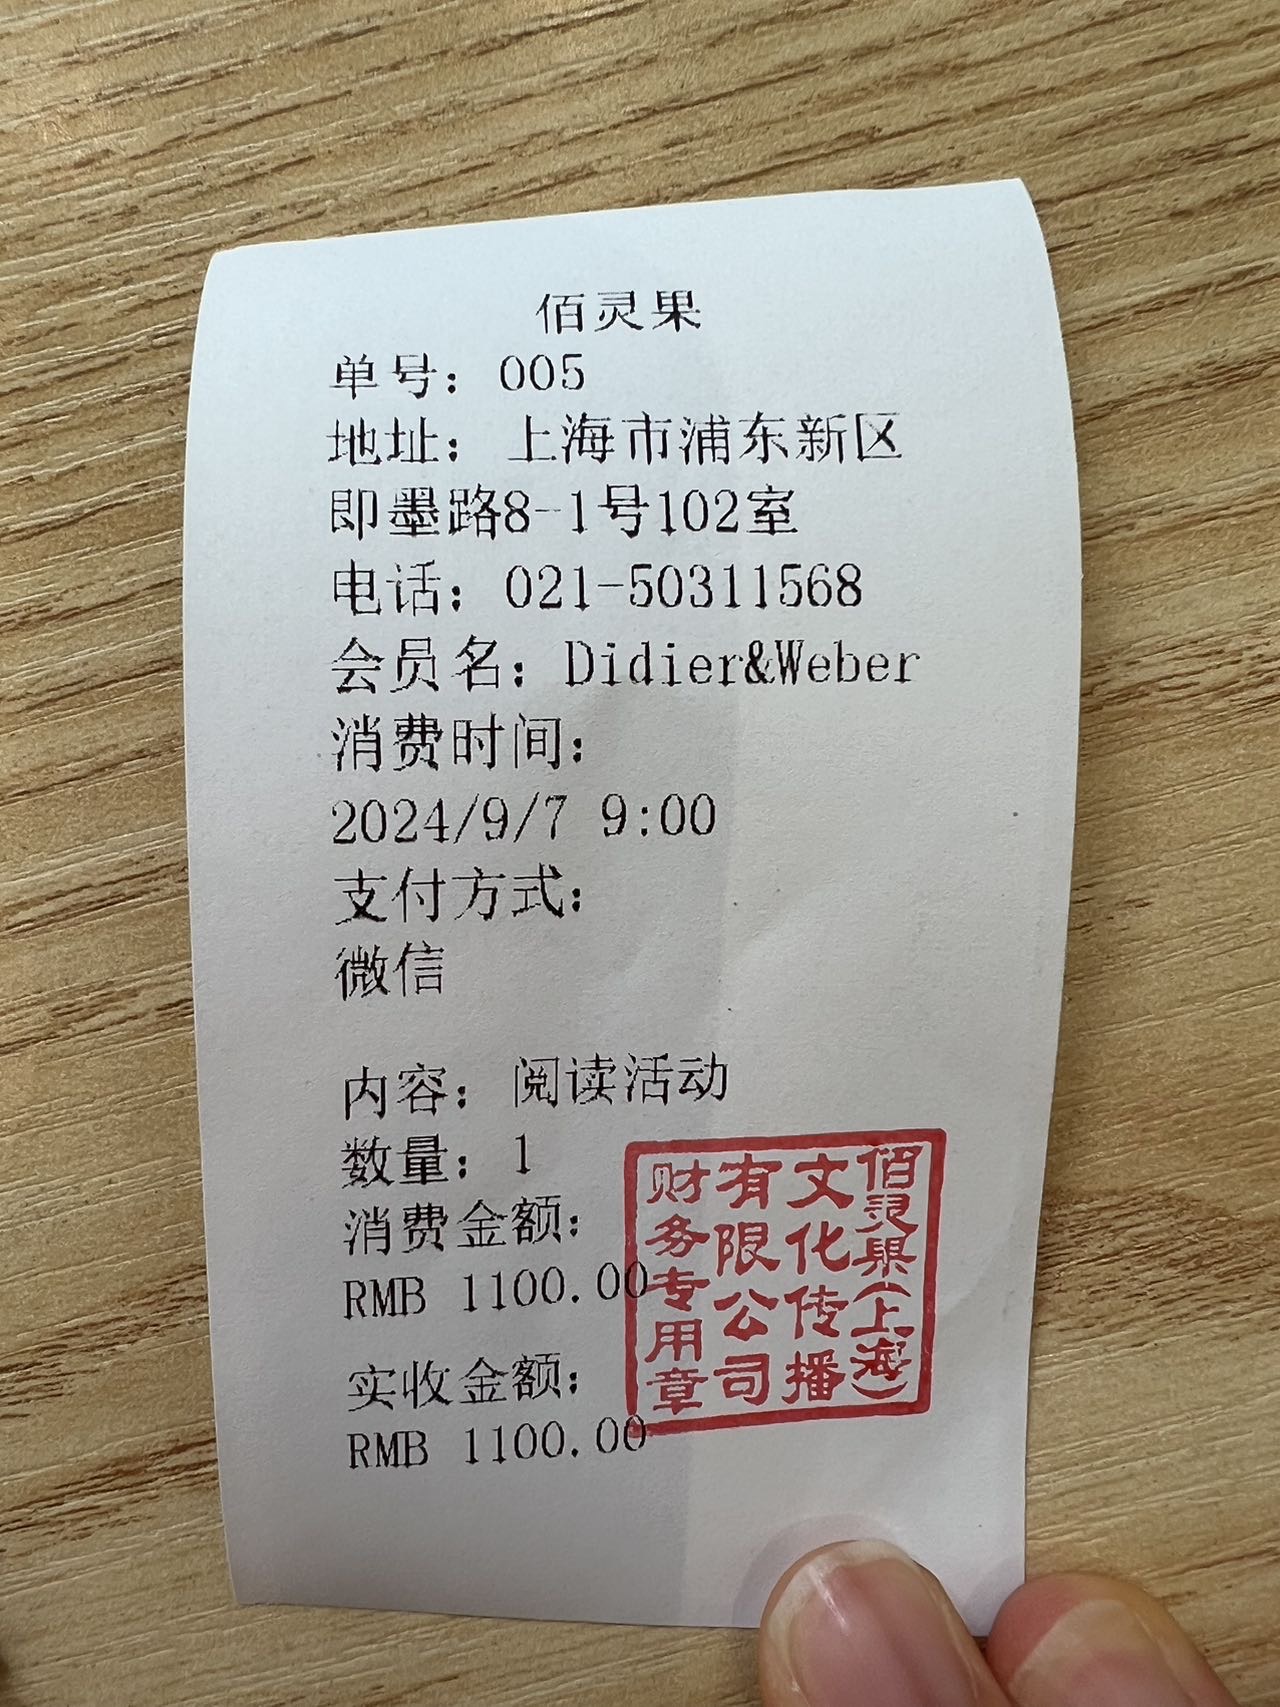 佰灵果
单号：005
地址：上海市浦东新区
即墨路8-1号102室
电话：021-50311568
会员名：Didier&Weber
消费时间：
2024/9/7 9:00
支付方式：
微信
内容：阅读活动
数量：1
消费金额：
RMB 1100.00
实收金额：
RMB 1100.00
佰灵果(上海)
文化传播
有限公司
财务专用章